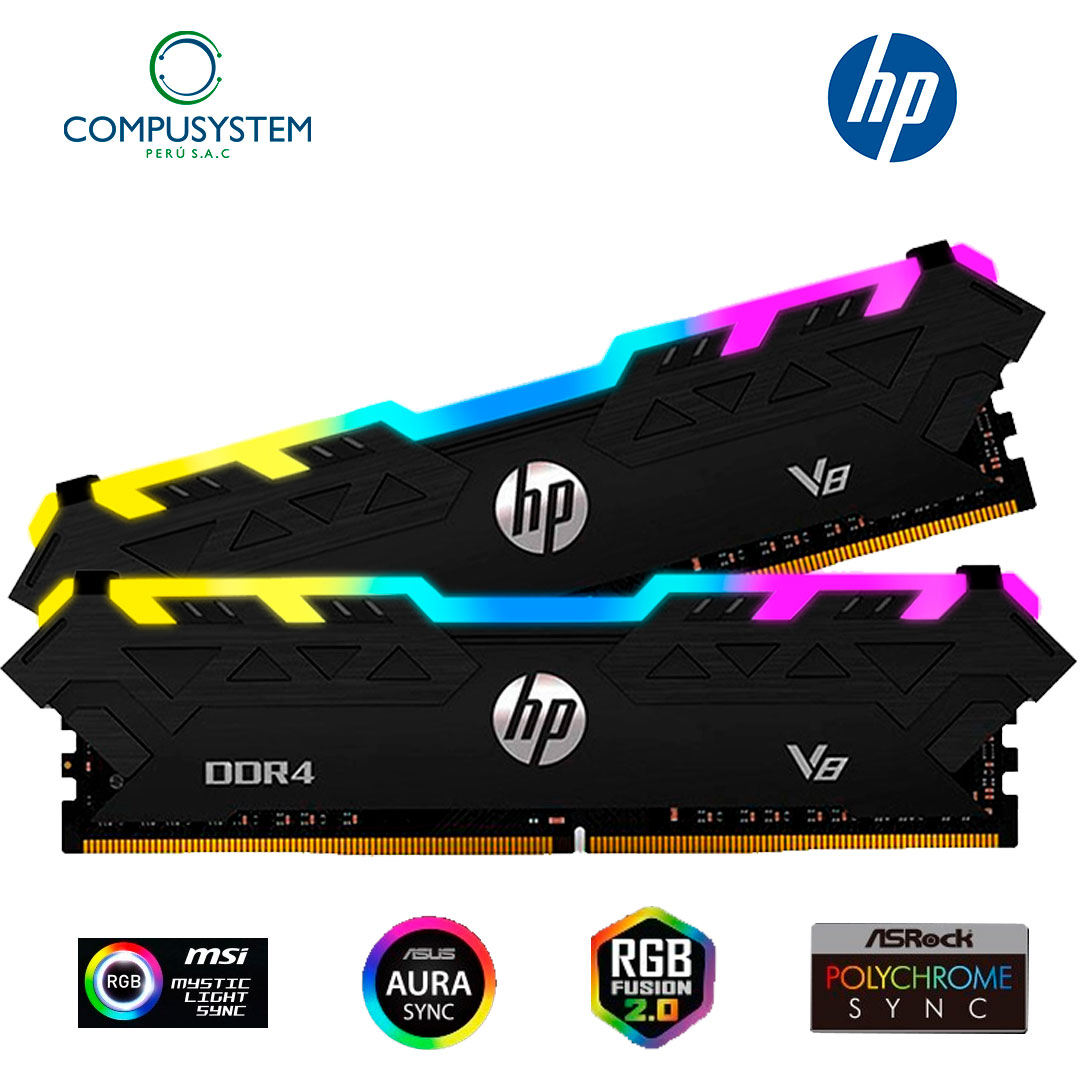 COMPUSYSTEM
PERÚ S.A.C
hp
hp
V8
hp
DDR4
V8
RGB
msi
MYSTIC
LIGHT
SYNC
ASUS
AURA
SYNC
RGB
FUSION
2.0
ASRock
POLYCHROME
SYNC